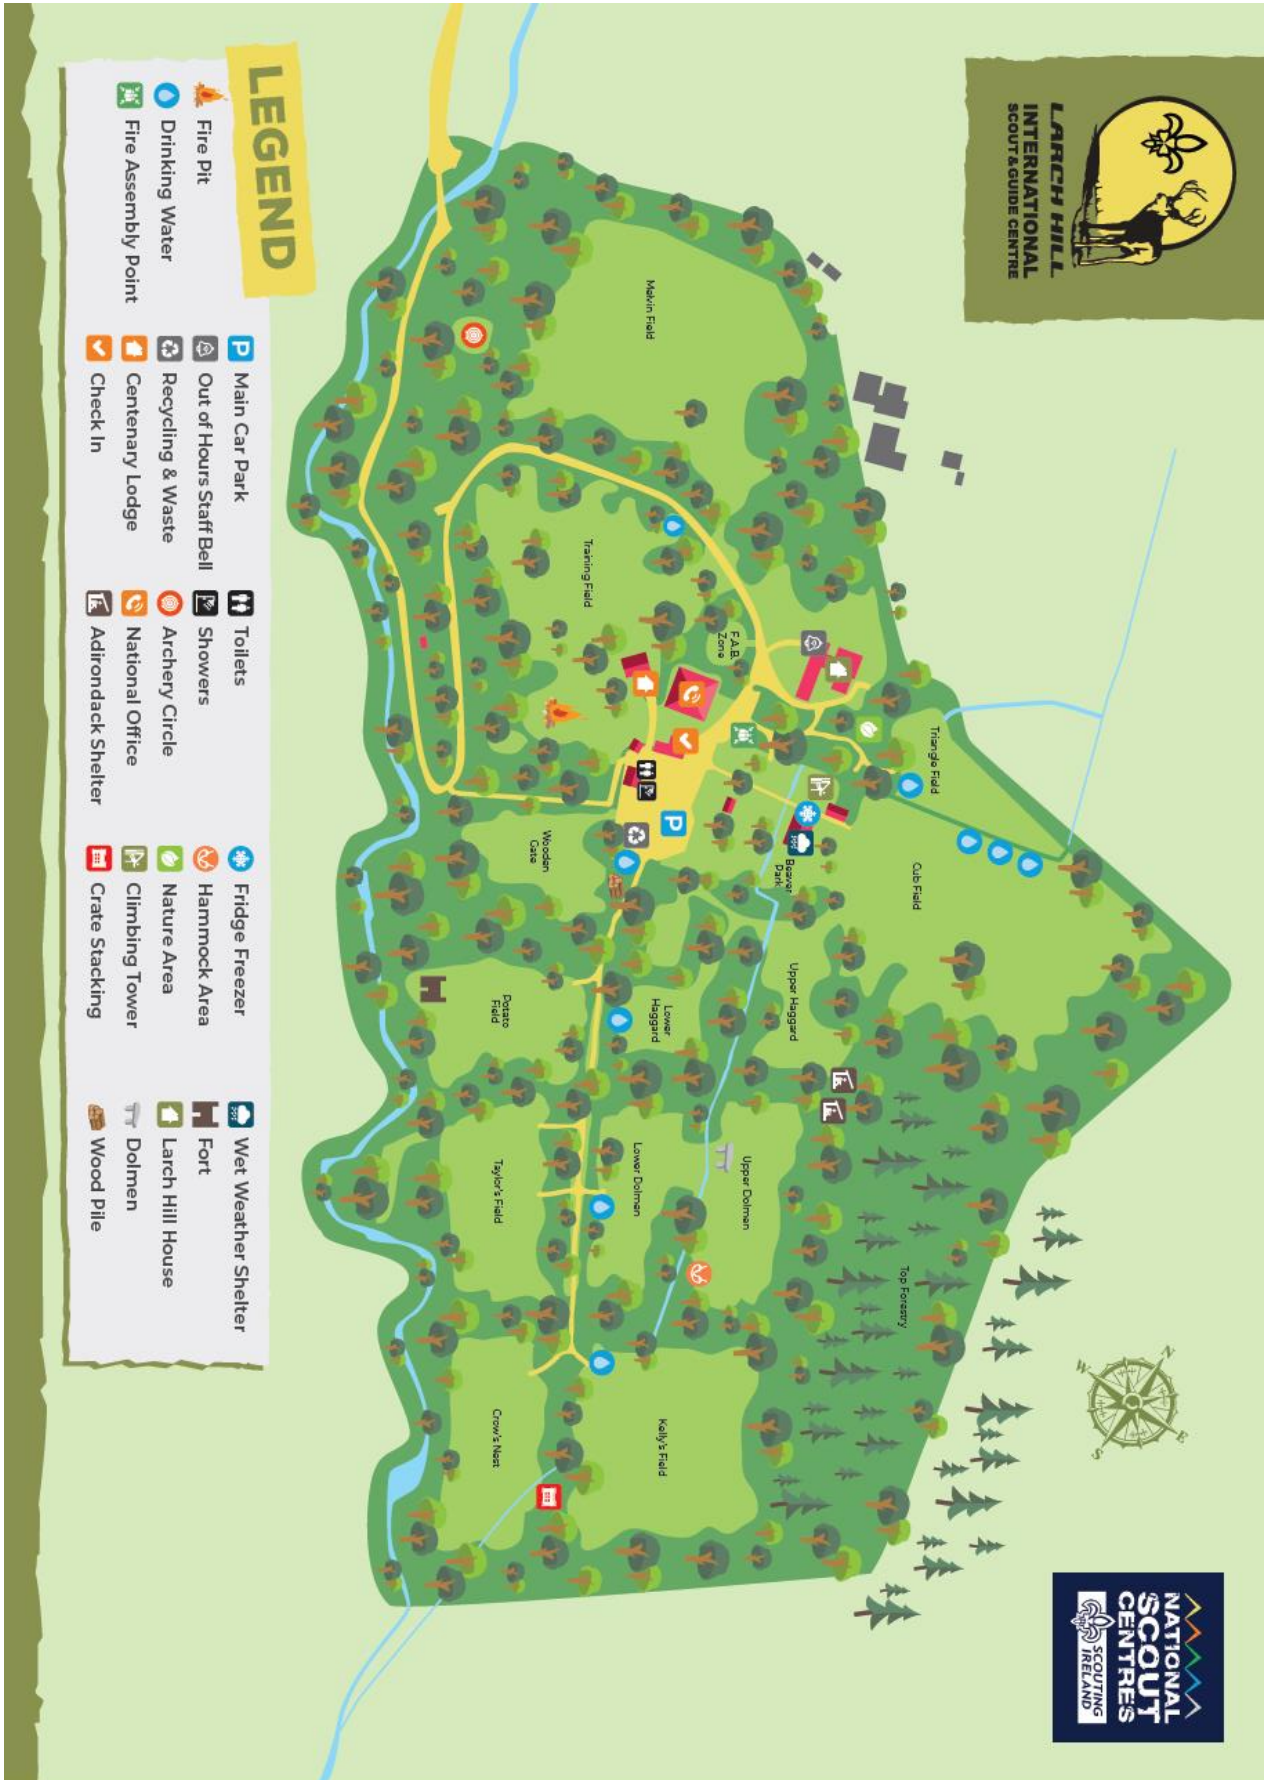 LARCH HILL
INTERNATIONAL
SCOUT & GUIDE CENTRE
Melvin Field
Training Field
F.A.B.
Zone
Triangle Field
Cub Field
Beaver
Park
Wooden
Gate
Upper Haggard
Lower
Haggard
Potato
Field
Upper Dolmen
Lower Dolmen
Taylor's Field
Top Forestry
Kelly's Field
Crow's Nest
N
E
S
W
LEGEND
Fire Pit
Drinking Water
Fire Assembly Point
P Main Car Park
Out of Hours Staff Bell
Recycling & Waste
Centenary Lodge
Check In
Toilets
Showers
Archery Circle
National Office
Adirondack Shelter
Fridge Freezer
Hammock Area
Nature Area
Climbing Tower
Crate Stacking
Wet Weather Shelter
Fort
Larch Hill House
Dolmen
Wood Pile
P
NATIONAL
SCOUT
CENTRES
SCOUTING
IRELAND